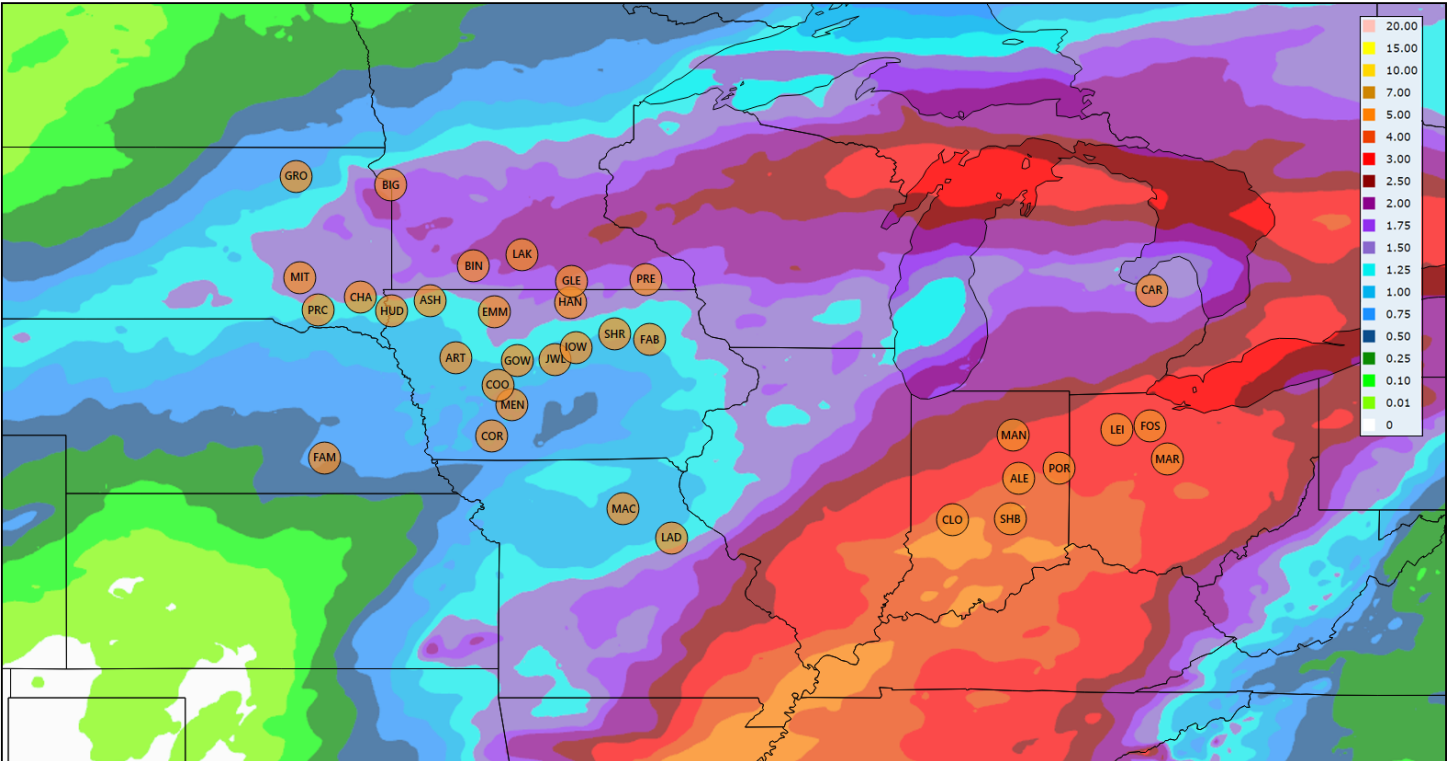 20.00
15.00
10.00
7.00
5.00
4.00
3.00
2.50
2.00
1.75
1.50
1.25
1.00
0.75
0.50
0.25
0.10
0.01
0
GRO
BIG
LAK
BIN
MIT
GLE
PRE
CHA
ASH
HAN
CAR
PRC
HUD
EMM
SHR
FAB
IOW
ART
GOW
JWL
COO
MEN
COR
FAM
MAN
LEI
FOS
MAR
POR
ALE
MAC
CLO
SHB
LAD